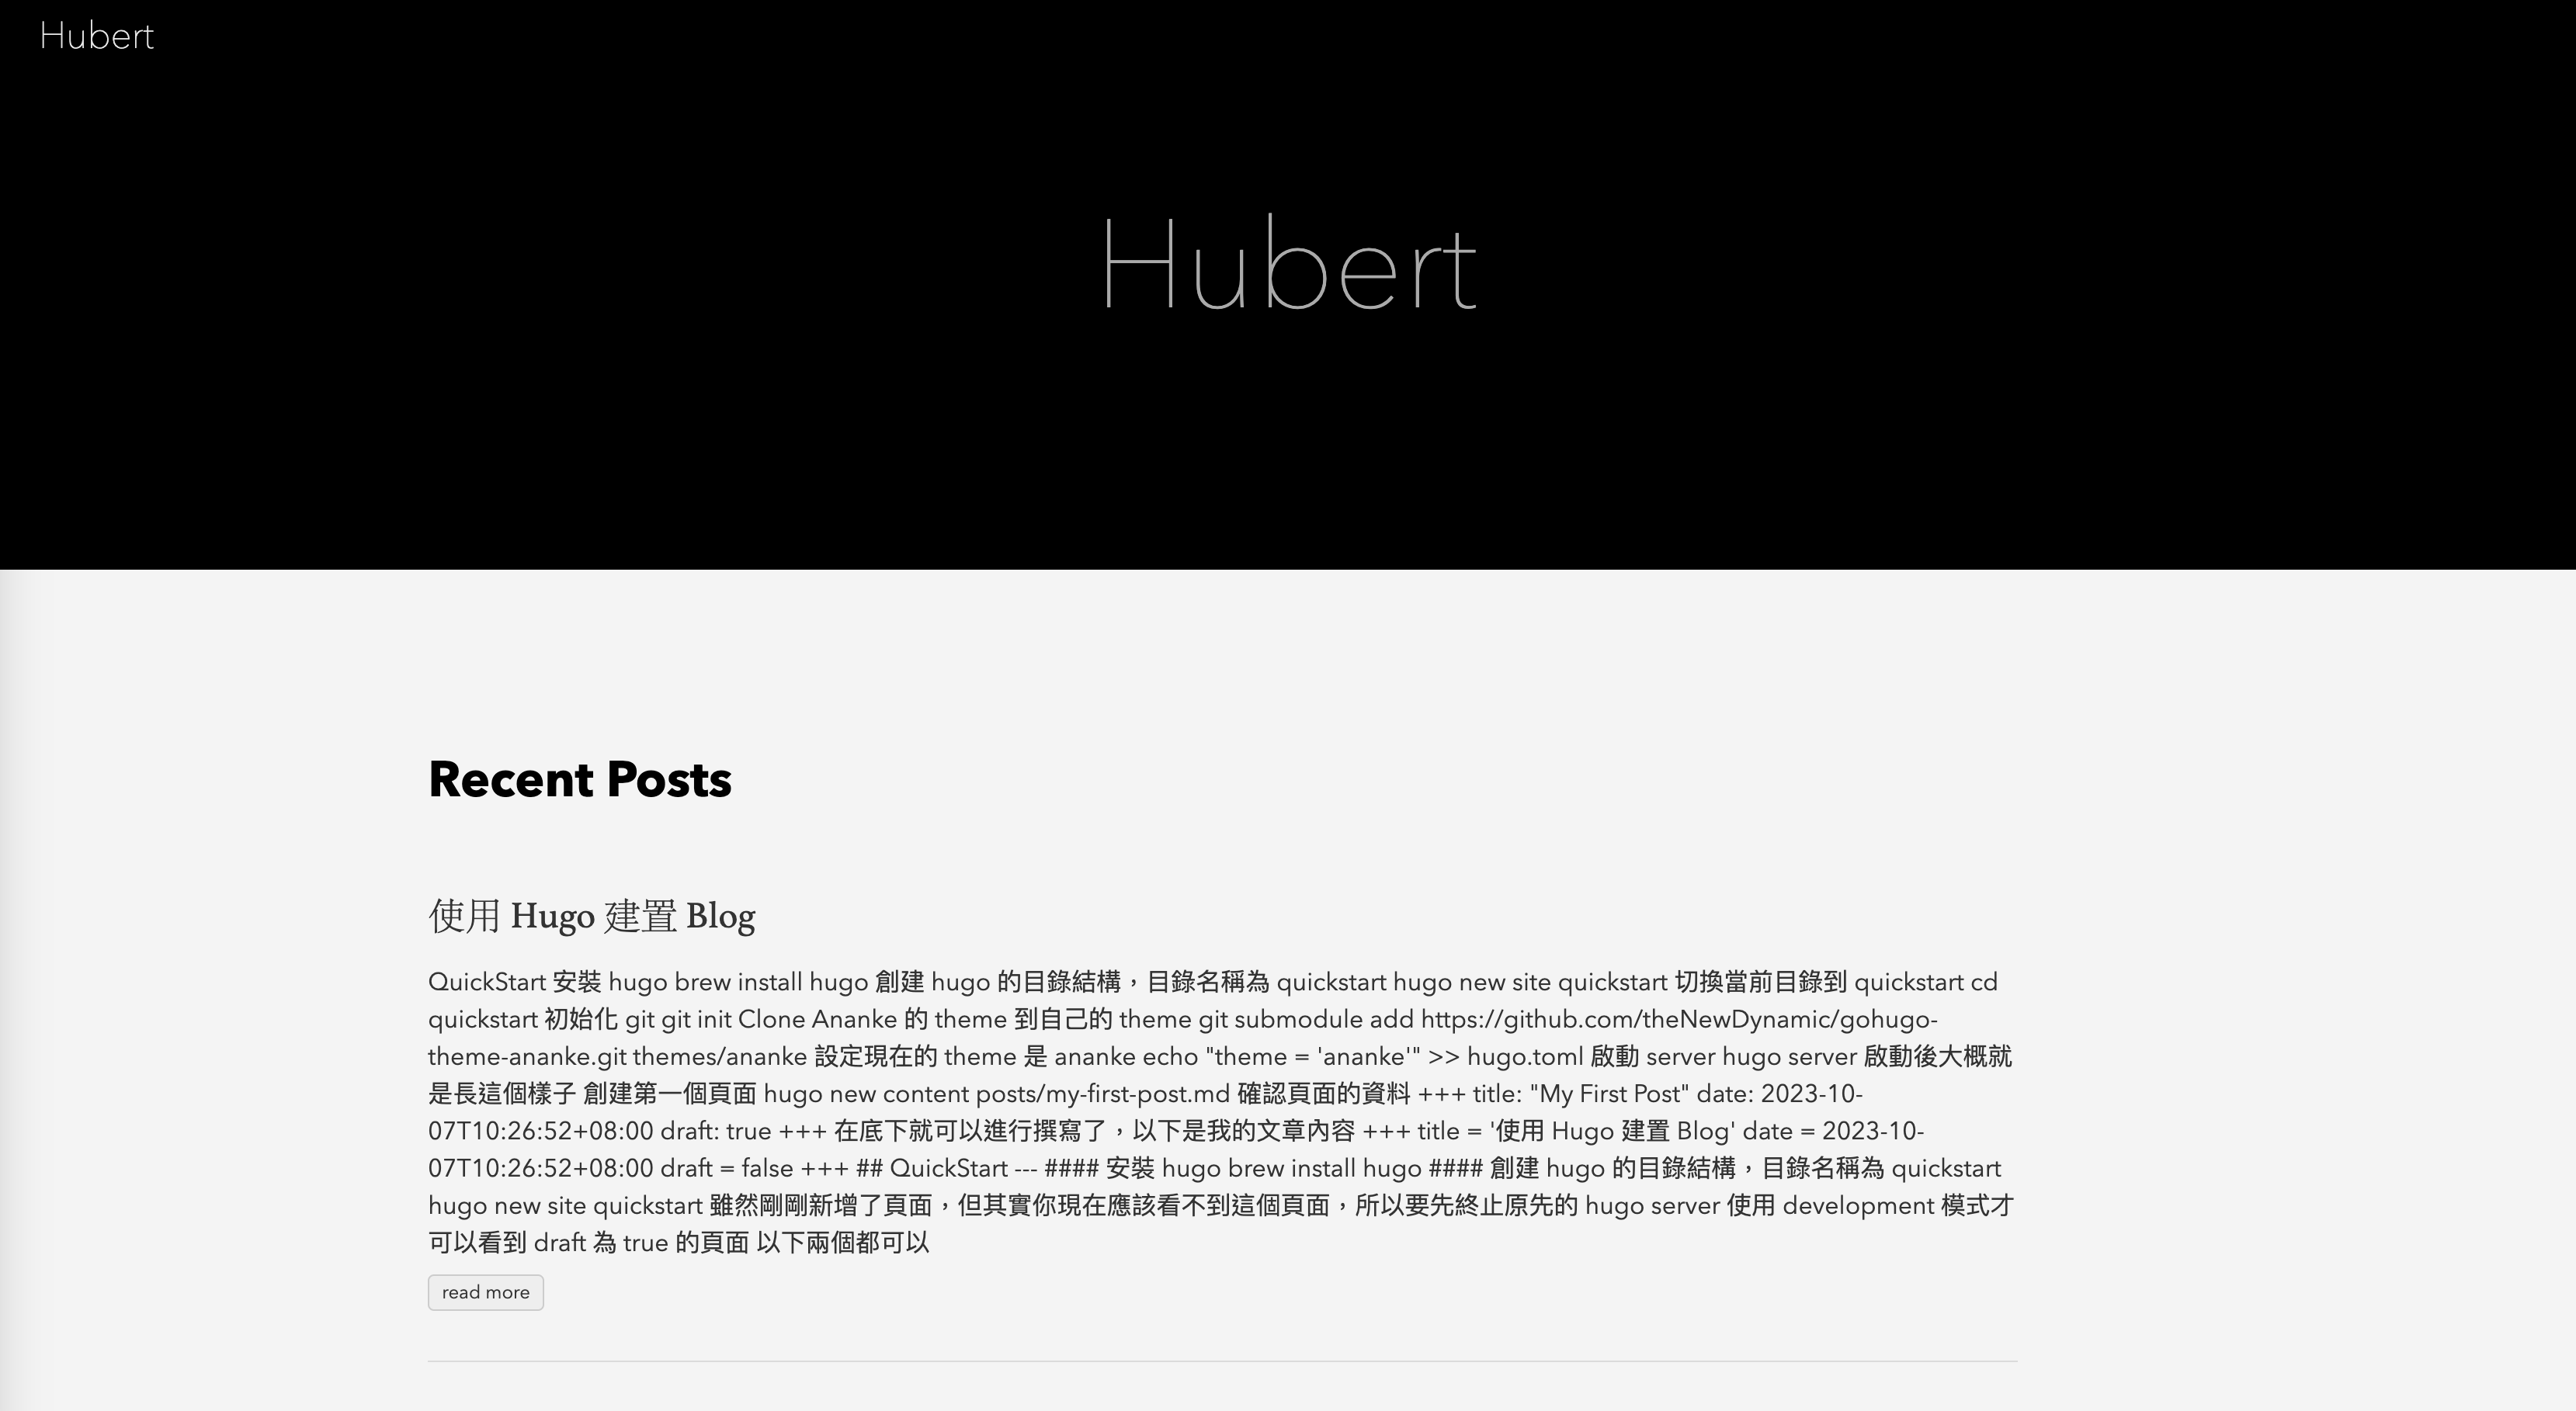 Hubert
Hubert
Recent Posts
使用 Hugo 建置 Blog
QuickStart 安裝 hugo brew install hugo 創建 hugo 的目錄結構，目錄名稱為 quickstart hugo new site quickstart 切換當前目錄到 quickstart cd
quickstart 初始化 git git init Clone Ananke 的 theme 到自己的 theme git submodule add https://github.com/theNewDynamic/gohugo-
theme-ananke.git themes/ananke 設定現在的 theme 是 ananke echo "theme = 'ananke'" >> hugo.toml 啟動 server hugo server 啟動後大概就
是長這個樣子 創建第一個頁面 hugo new content posts/my-first-post.md 確認頁面的資料 +++ title: "My First Post" date: 2023-10-
07T10:26:52+08:00 draft: true +++ 在底下就可以進行撰寫了，以下是我的文章內容 +++ title = '使用 Hugo 建置 Blog' date = 2023-10-
07T10:26:52+08:00 draft = false +++ ## QuickStart --- #### 安裝 hugo brew install hugo #### 創建 hugo 的目錄結構，目錄名稱為 quickstart
hugo new site quickstart 雖然剛剛新增了頁面，但其實你現在應該看不到這個頁面，所以要先終止原先的 hugo server 使用 development 模式才
可以看到 draft 為 true 的頁面 以下兩個都可以
read more